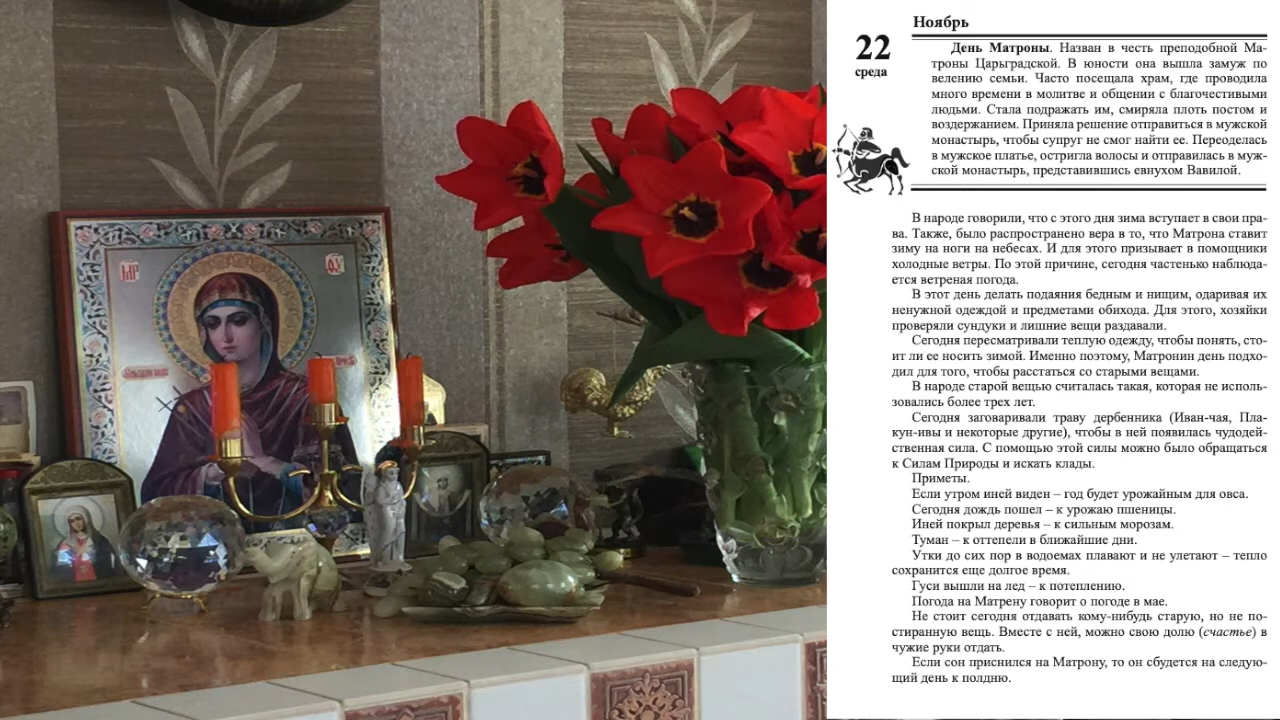 Ноябрь
22
среда
День Матроны. Назван в честь преподобной Ма-
троны Царьградской. В юности она вышла замуж по
велению семьи. Часто посещала храм, где проводила
много времени в молитве и общении с благочестивыми
людьми. Стала подражать им, смиряла плоть постом и
воздержанием. Приняла решение отправиться в мужской
монастырь, чтобы супруг не смог найти ее. Переоделась
в мужское платье, остригла волосы и отправилась в муж-
ской монастырь, представившись евнухом Вавилой.
В народе говорили, что с этого дня зима вступает в свои пра-
ва. Также, было распространено вера в то, что Матрона ставит
зиму на ноги на небесах. И для этого призывает в помощники
холодные ветры. По этой причине, сегодня частенько наблюда-
ется ветреная погода.
В этот день делать подаяния бедным и нищим, одаривая их
ненужной одеждой и предметами обихода. Для этого, хозяйки
проверяли сундуки и лишние вещи раздавали.
Сегодня пересматривали теплую одежду, чтобы понять, сто-
ит ли ее носить зимой. Именно поэтому, Матронин день подхо-
дил для того, чтобы расстаться со старыми вещами.
В народе старой вещью считалась такая, которая не исполь-
зовались более трех лет.
Сегодня заговаривали траву дербенника (Иван-чая, Пла-
кун-ивы и некоторые другие), чтобы в ней появилась чудодей-
ственная сила. С помощью этой силы можно было обращаться
к Силам Природы и искать клады.
Приметы.
Если утром иней виден – год будет урожайным для овса.
Сегодня дождь пошел – к урожаю пшеницы.
Иней покрыл деревья – к сильным морозам.
Туман – к оттепели в ближайшие дни.
Утки до сих пор в водоемах плавают и не улетают – тепло
сохранится еще долгое время.
Гуси вышли на лед – к потеплению.
Погода на Матрену говорит о погоде в мае.
Не стоит сегодня отдавать кому-нибудь старую, но не по-
стиранную вещь. Вместе с ней, можно свою долю (счастье) в
чужие руки отдать.
Если сон приснился на Матрону, то он сбудется на следую-
щий день к полдню.